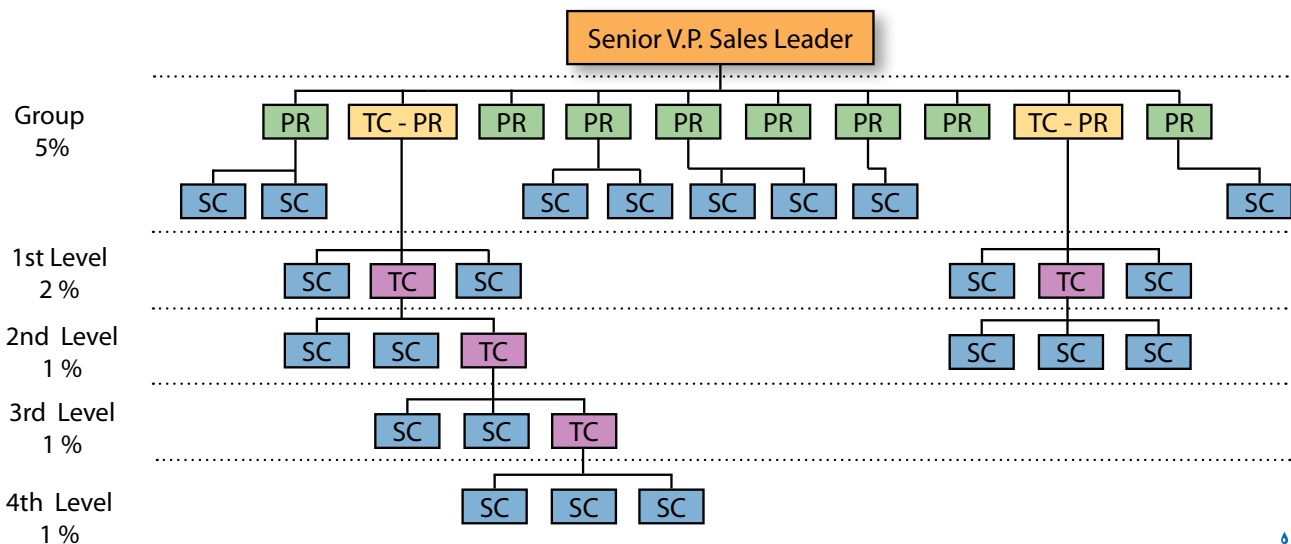 Senior V.P. Sales Leader
Group
5%
PR TC - PR PR PR PR PR PR PR TC - PR PR
SC SC SC SC SC SC SC SC
1st Level
2 %
SC TC SC SC TC SC
2nd Level
1 %
SC SC TC SC SC SC
3rd Level
1 %
SC SC TC
4th Level
1 %
SC SC SC